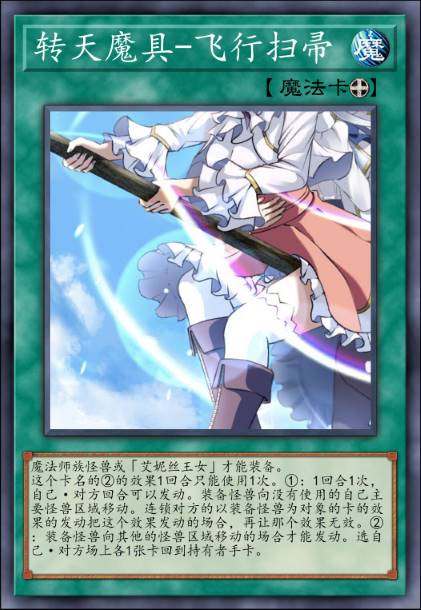 转天魔具-飞行扫帚
魔
【魔法卡】
魔法师族怪兽或「艾妮丝王女」才能装备。
这个卡名的②的效果1回合只能使用1次。①：1回合1次，
自己·对方回合可以发动。装备怪兽向没有使用的自己主
要怪兽区域移动。连锁对方的以装备怪兽为对象的卡的效
果的发动把这个效果发动的场合，再让那个效果无效。②
：装备怪兽向其他的怪兽区域移动的场合才能发动。选自
己·对方场上各1张卡回到持有者手卡。